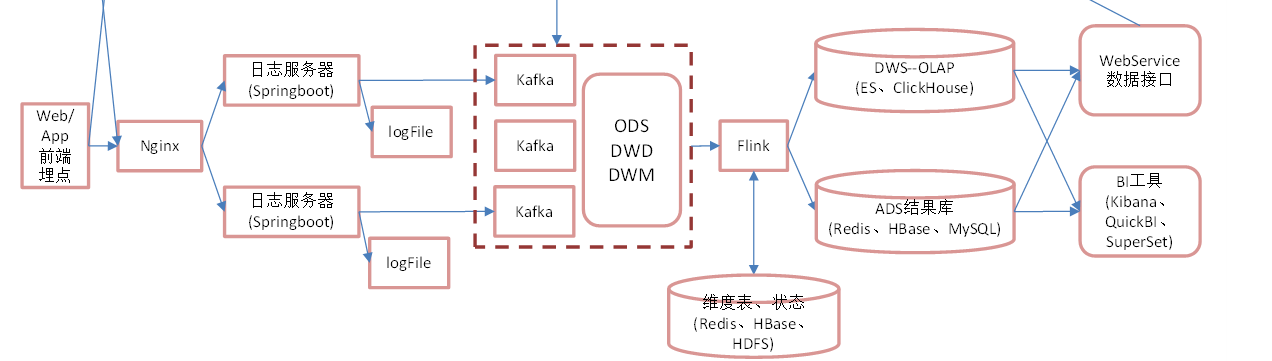 Web/
App
前端
埋点
Nginx
日志服务器
(Springboot)
logFile
日志服务器
(Springboot)
logFile
Kafka
Kafka
Kafka
ODS
DWD
DWM
Flink
维度表、状态
(Redis、HBase、
HDFS)
DWS--OLAP
(ES、ClickHouse)
ADS结果库
(Redis、HBase、MySQL)
WebService
数据接口
BI工具
(Kibana、
QuickBI、
SuperSet)